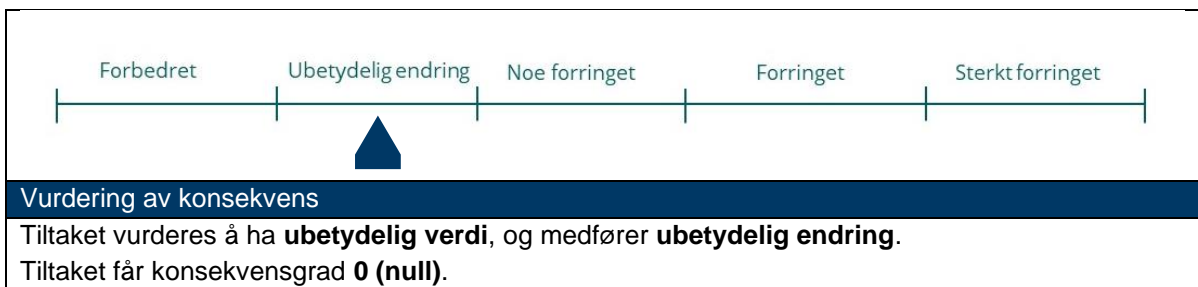 Forbedret Ubetydelig endring Noe forringet Forringet Sterkt forringet
Vurdering av konsekvens
Tiltaket vurderes å ha ubetydelig verdi, og medfører ubetydelig endring.
Tiltaket får konsekvensgrad 0 (null).